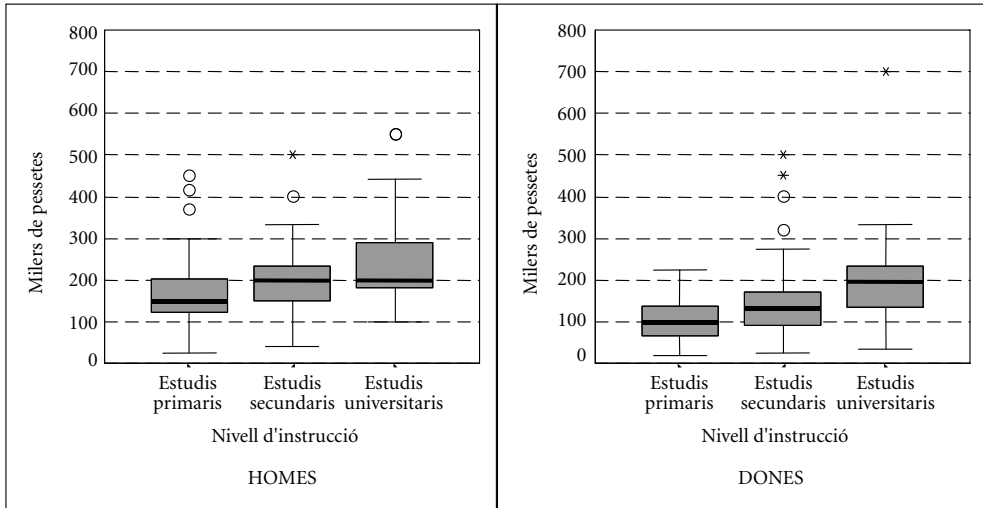 800
700
600
500
400
300
200
100
0
Milers de pessetes
Estudis primaris
Estudis secundaris
Estudis universitaris
Nivell d'instrucció
HOMES
800
700
600
500
400
300
200
100
0
Milers de pessetes
Estudis primaris
Estudis secundaris
Estudis universitaris
Nivell d'instrucció
DONES